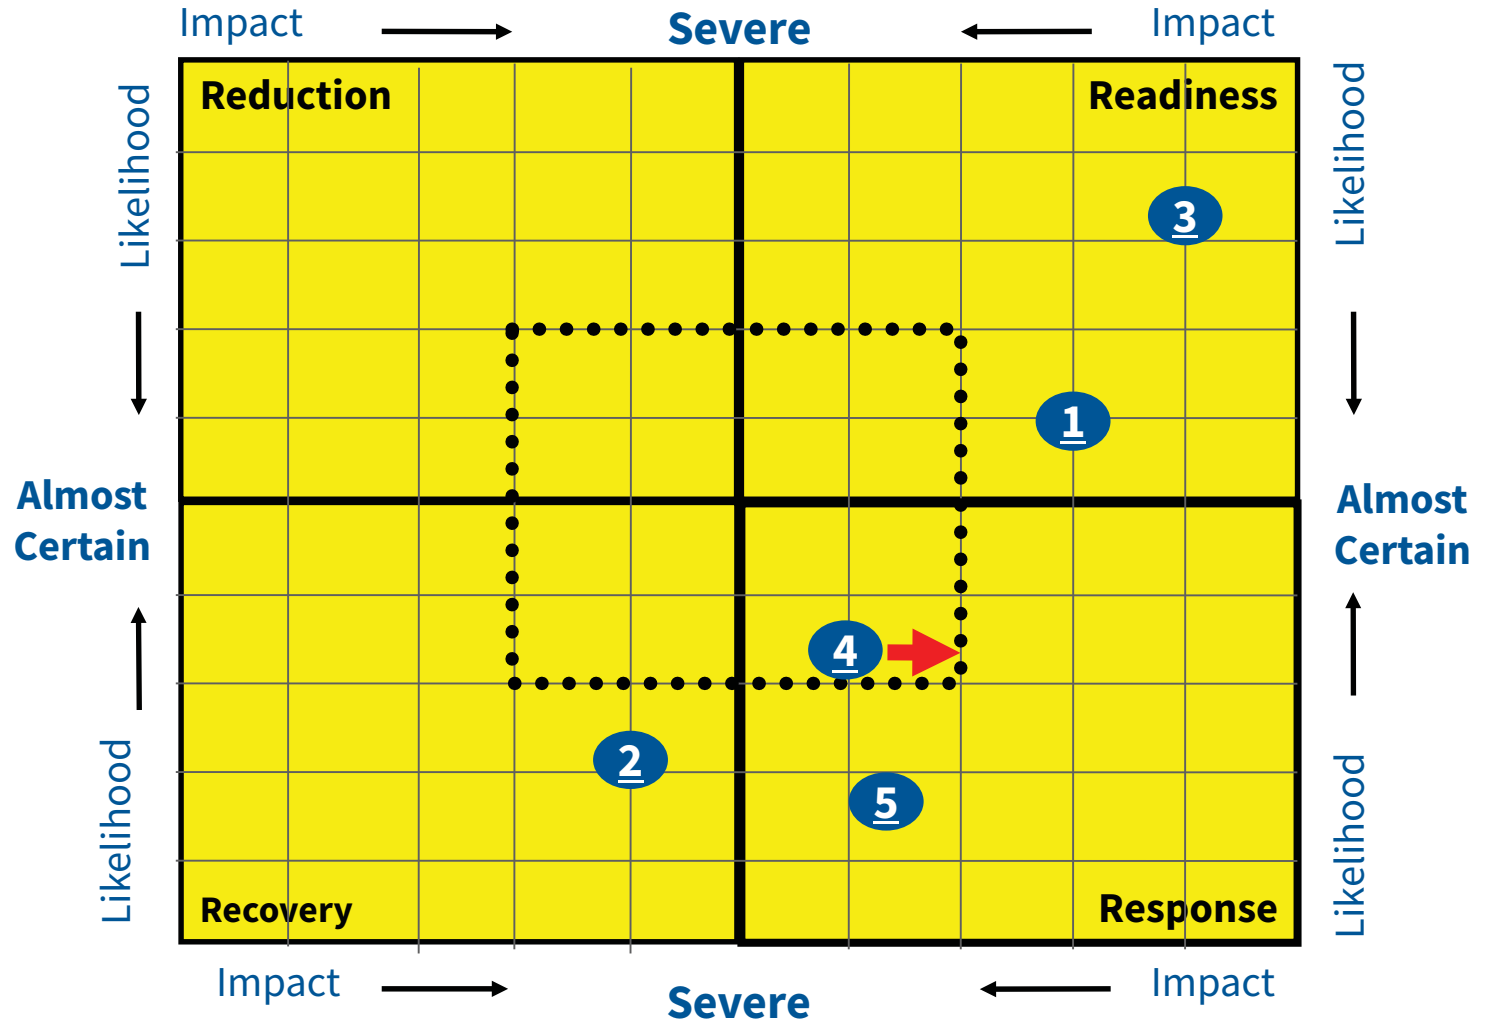 Impact
Severe
Impact
Reduction
Readiness
Likelihood
Likelihood
3
1
Almost
Certain
Almost
Certain
4
2
5
Likelihood
Likelihood
Recovery
Response
Impact
Severe
Impact